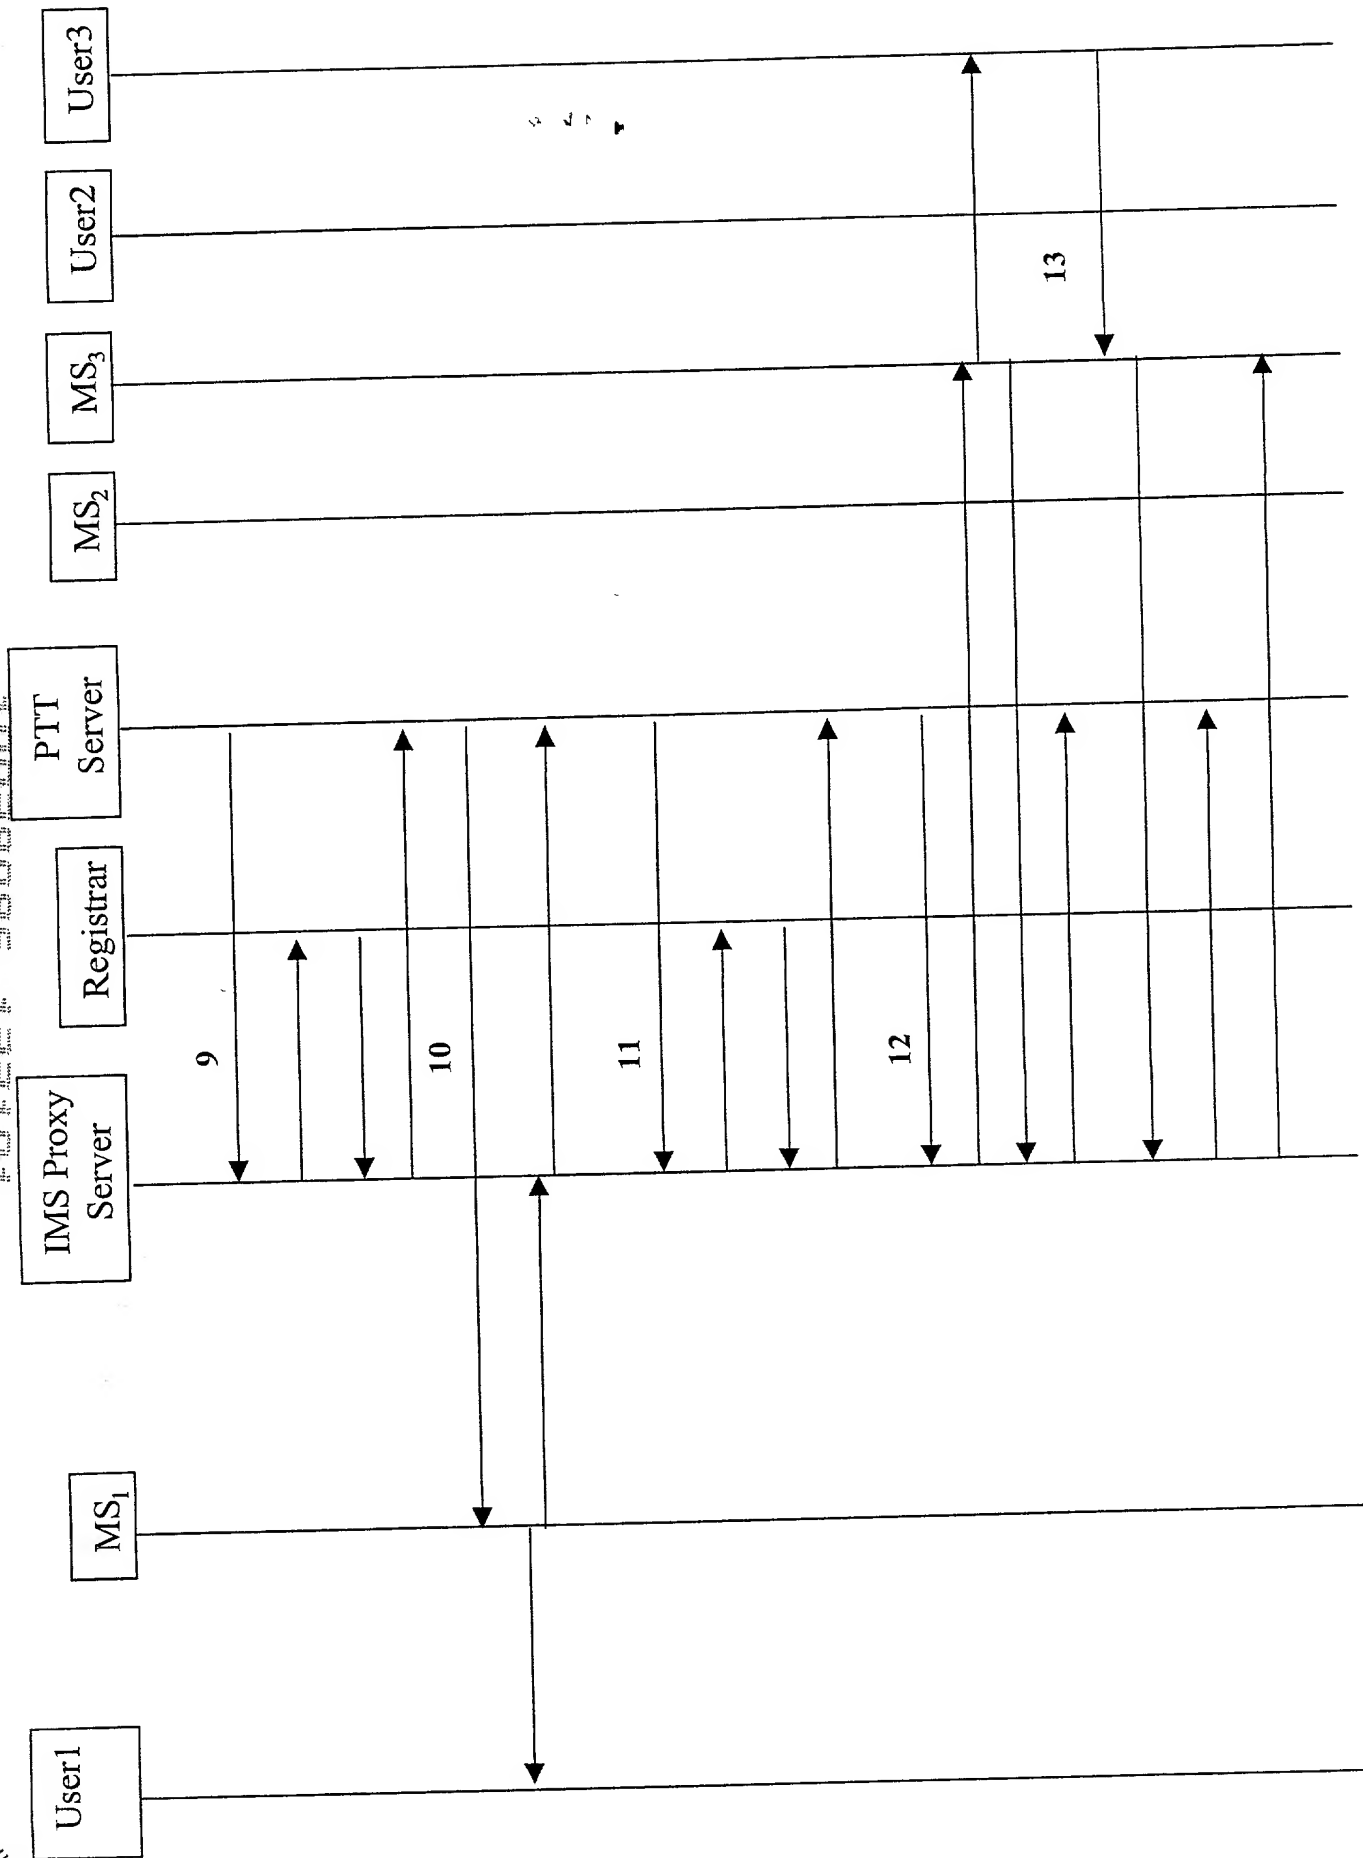 User1
MS1
IMS Proxy
Server
Registrar
PTT
Server
MS2
MS3
User2
User3
9
10
11
12
13